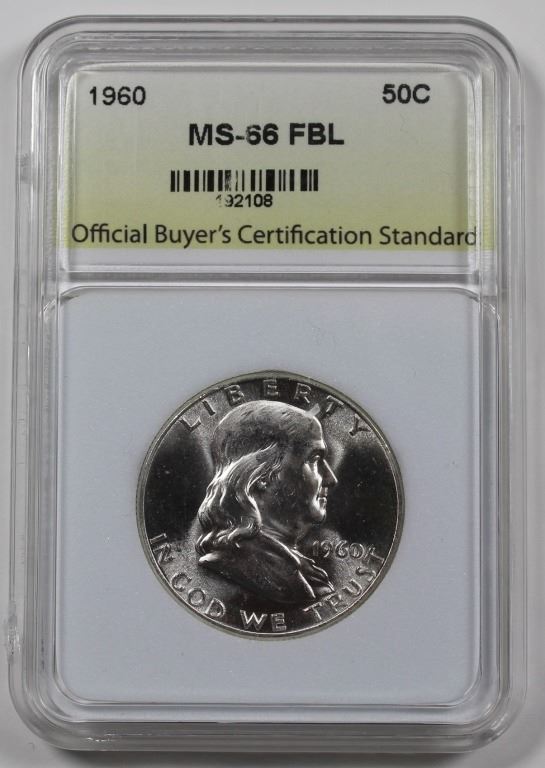 1960 50C
MS-66 FBL
192108
Official Buyer's Certification Standard
LIBERTY
1960
IN GOD WE TRUST